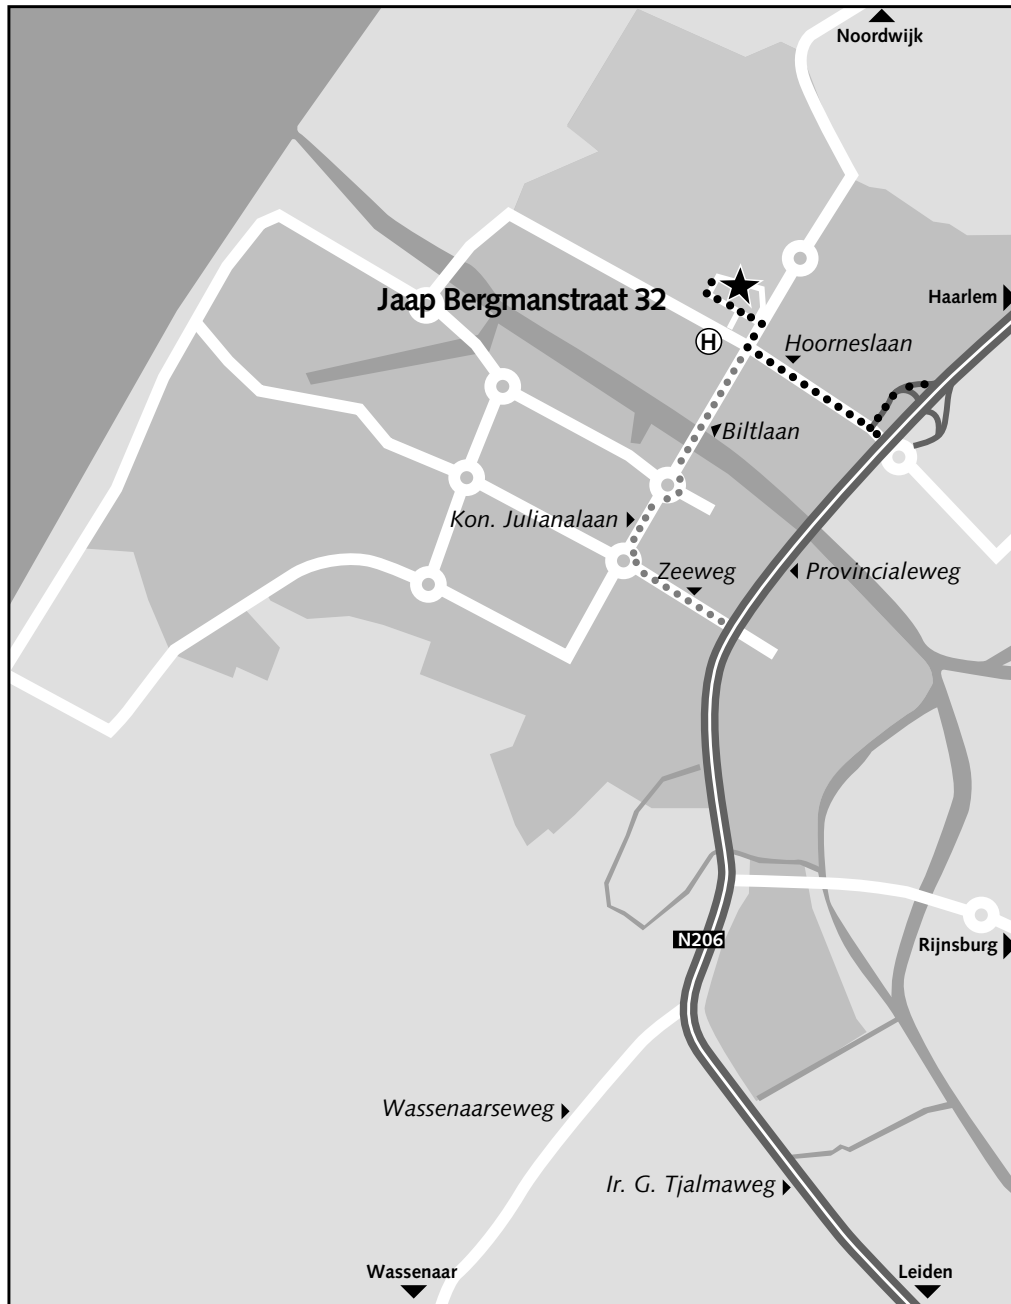 Noordwijk
Haarlem
Jaap Bergmanstraat 32
H
Hoorneslaan
Biltlaan
Kon. Julianalaan
Zeeweg
Provincialeweg
N206
Rijnsburg
Wassenaarseweg
Ir. G. Tjalmaweg
Wassenaar
Leiden